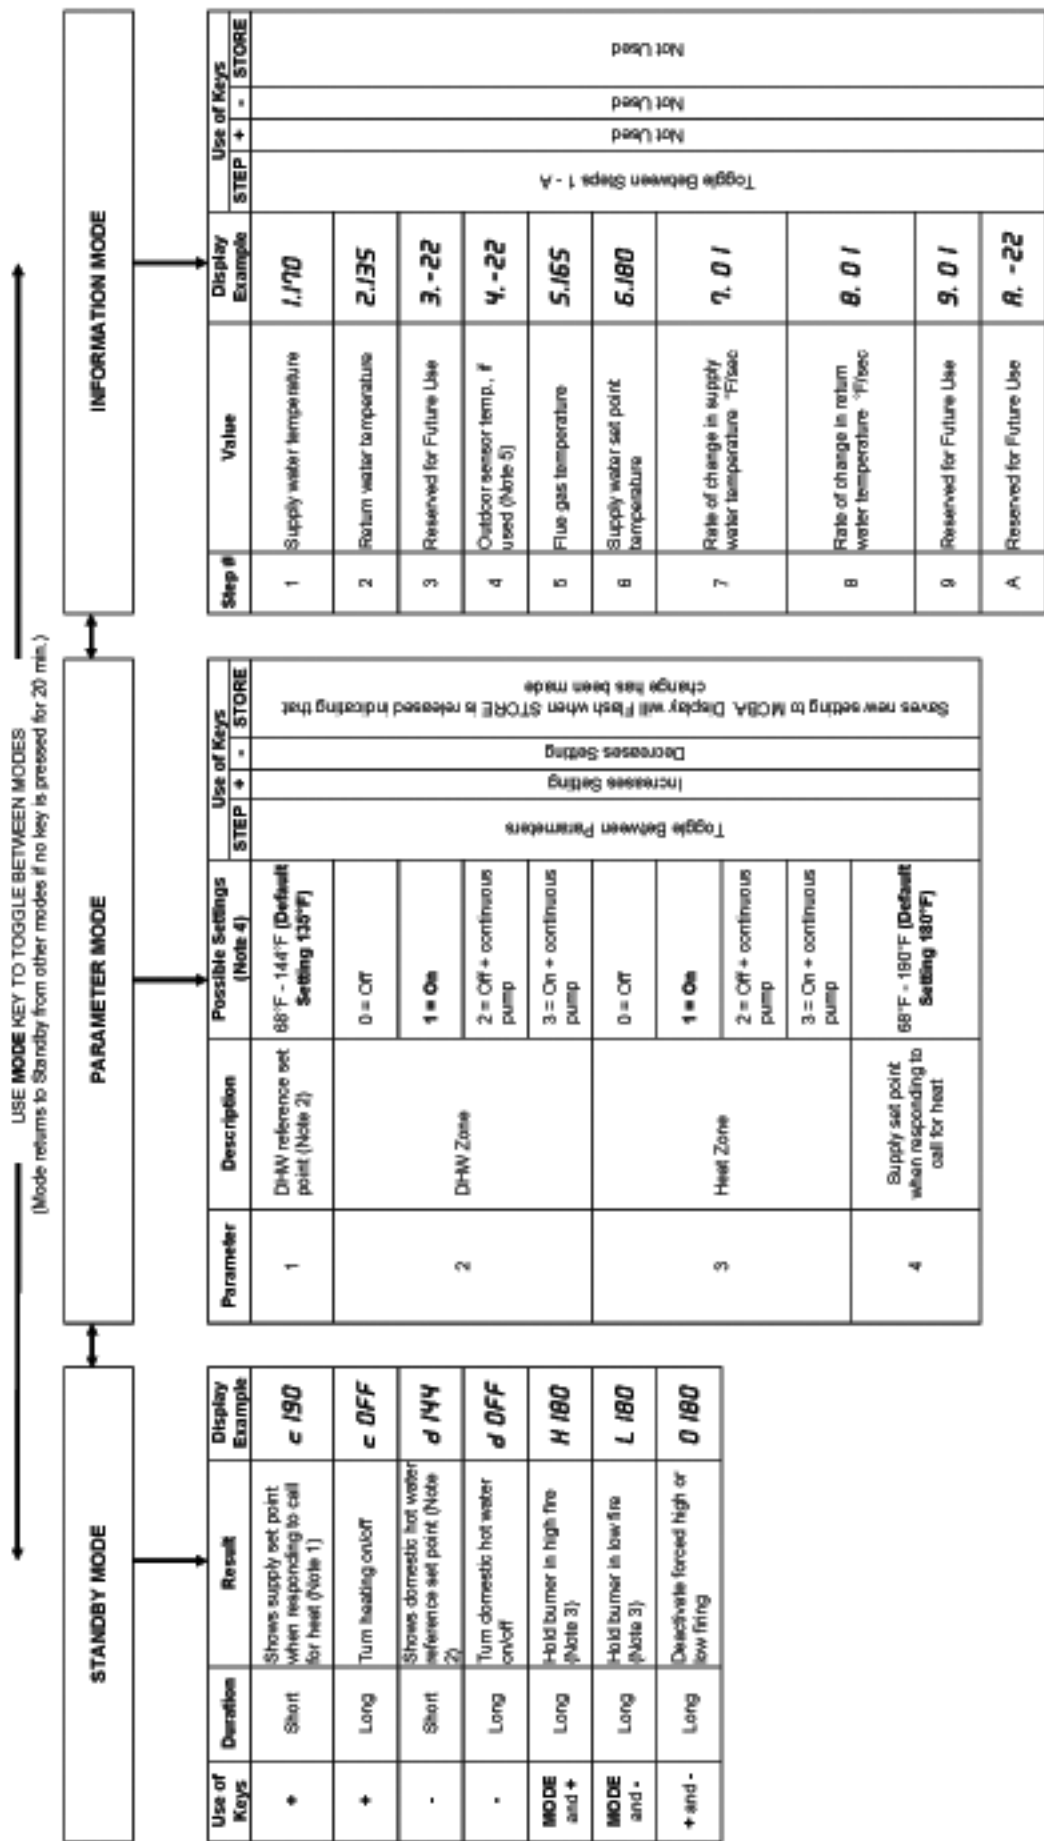 USE MODE KEY TO TOGGLE BETWEEN MODES
(Mode returns to Standby from other modes if no key is pressed for 20 min.)
STANDBY MODE
Use of Keys
Duration
Result
Display Example
+
Short
Shows supply set point
when responding to call
for heat (Note 1)
c 190
+
Long
Turn heating on/off
c OFF
-
Short
Shows domestic hot water
reference set point (Note
2)
d 144
-
Long
Turn domestic hot water
on/off
d OFF
MODE
and +
Long
Hold burner in high fire
(Note 3)
H 180
MODE
and -
Long
Hold burner in low fire
(Note 3)
L 180
+ and -
Long
Deactivate forced high or
low firing
0 180
PARAMETER MODE
Parameter
Description
Possible Settings
(Note 4)
Use of Keys
STEP
+
-
STORE
1
DHW reference set
point (Note 2)
68°F - 144°F (Default
Setting 135°F)
2
DHW Zone
0 = Off
1 = On
2 = Off + continuous
pump
3 = On + continuous
pump
3
Heat Zone
0 = Off
1 = On
2 = Off + continuous
pump
3 = On + continuous
pump
4
Supply set point
when responding to
call for heat
68°F - 190°F (Default
Setting 180°F)
Toggle Between Parameters
Increases Setting
Decreases Setting
Saves new setting to MCBA. Display will Flash when STORE is released indicating that
change has been made
INFORMATION MODE
Step #
Value
Display
Example
Use of Keys
STEP
+
-
STORE
1
Supply water temperature
1.170
2
Return water temperature
2.135
3
Reserved for Future Use
3.-22
4
Outdoor sensor temp., if
used (Note 5)
4.-22
5
Flue gas temperature
5.165
6
Supply water set point
temperature
6.180
7
Rate of change in supply
water temperature °F/sec
7. 01
8
Rate of change in return
water temperature °F/sec
8. 01
9
Reserved for Future Use
9. 01
A
Reserved for Future Use
A. -22
Toggle Between Steps 1 - A
Not Used
Not Used
Not Used